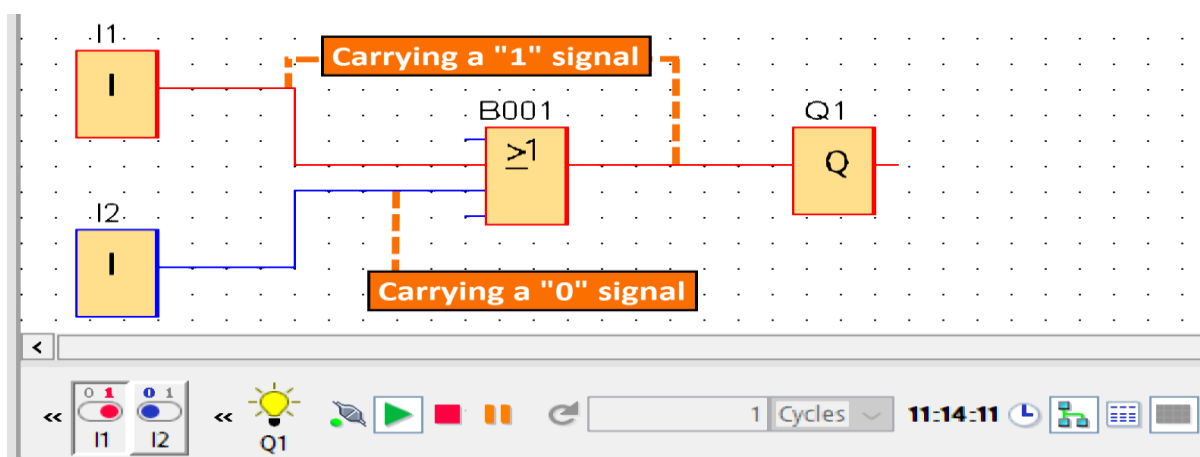 I1
Carrying a "1" signal
I
B001
Q1
≥1
Q
I2
I
Carrying a "0" signal
<
« 0 1 0 1 « 1 Cycles 11:14:11
I1 I2 Q1